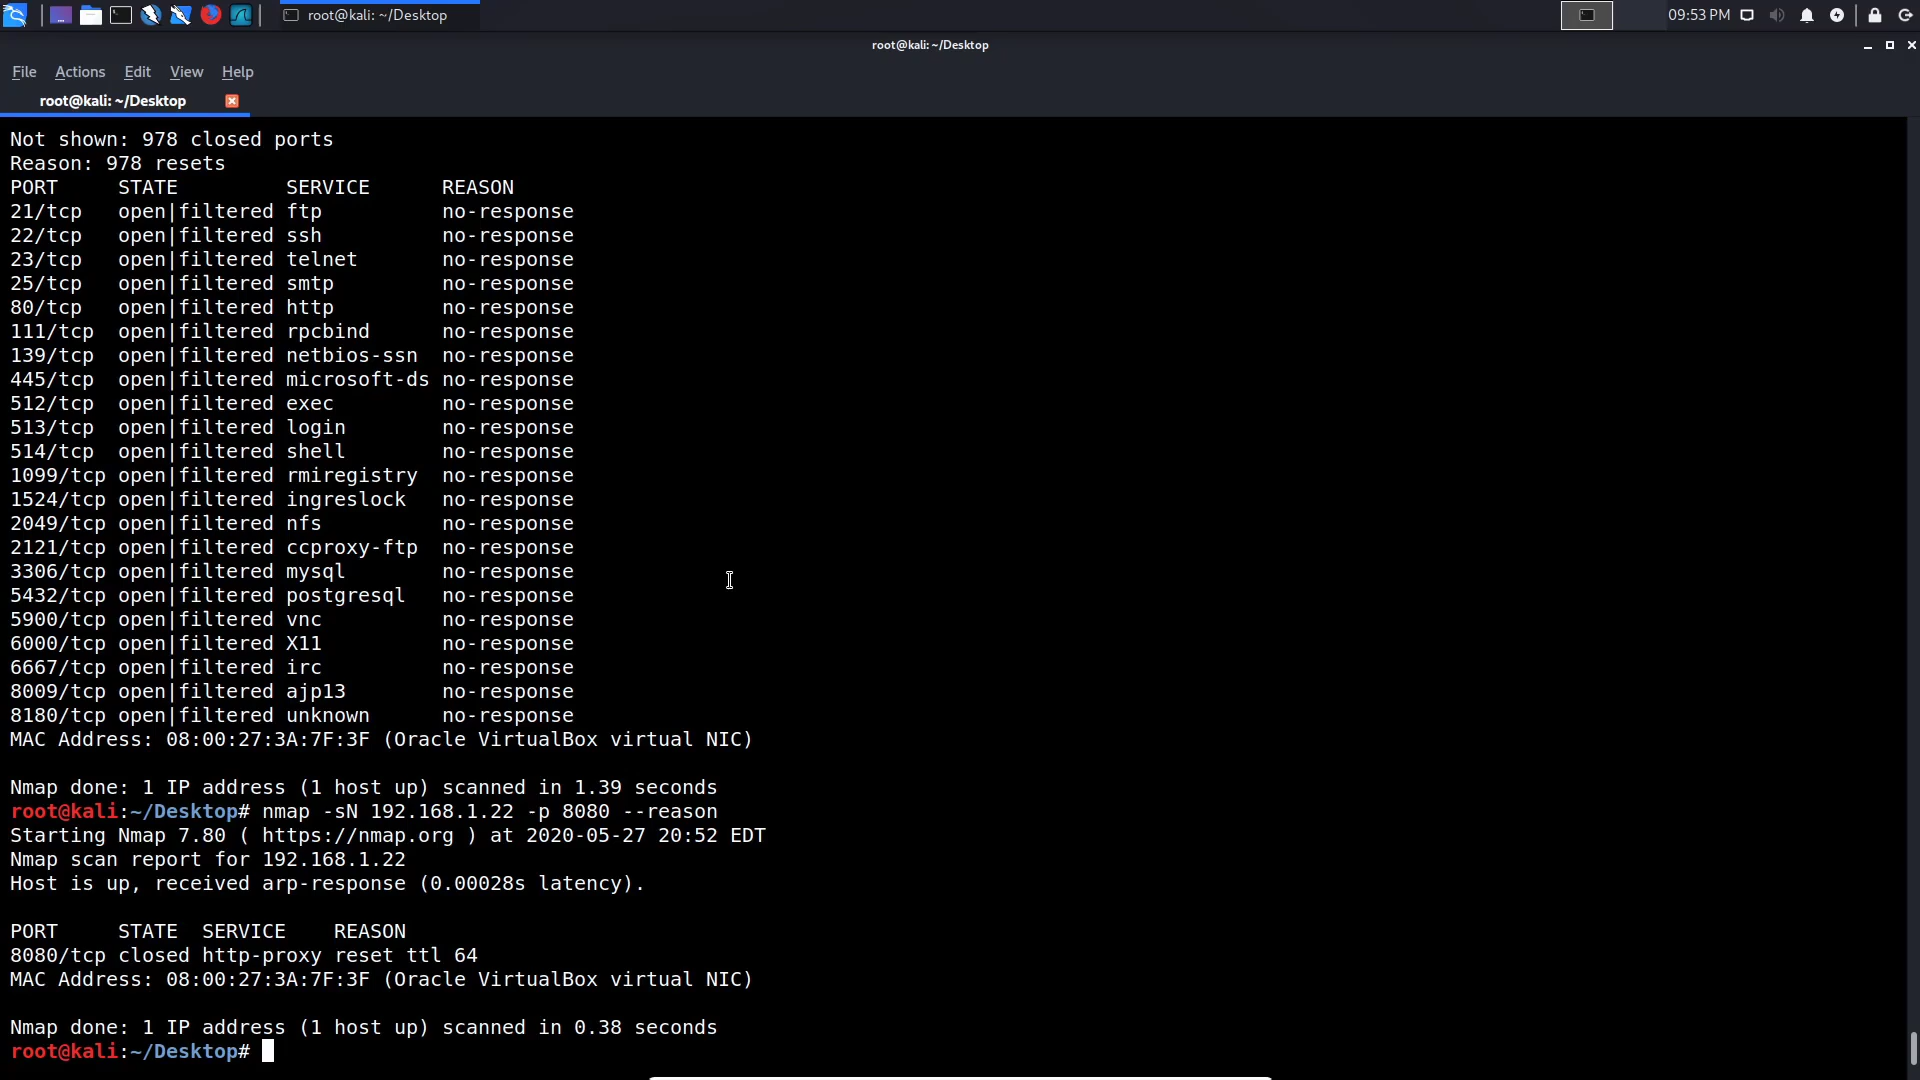 root@kali: ~/Desktop
09:53 PM
root@kali: ~/Desktop
File Actions Edit View Help
root@kali: ~/Desktop
Not shown: 978 closed ports
Reason: 978 resets
PORT     STATE         SERVICE      REASON
21/tcp   open|filtered ftp          no-response
22/tcp   open|filtered ssh          no-response
23/tcp   open|filtered telnet       no-response
25/tcp   open|filtered smtp         no-response
80/tcp   open|filtered http         no-response
111/tcp  open|filtered rpcbind      no-response
139/tcp  open|filtered netbios-ssn  no-response
445/tcp  open|filtered microsoft-ds no-response
512/tcp  open|filtered exec         no-response
513/tcp  open|filtered login        no-response
514/tcp  open|filtered shell        no-response
1099/tcp open|filtered rmiregistry  no-response
1524/tcp open|filtered ingreslock   no-response
2049/tcp open|filtered nfs          no-response
2121/tcp open|filtered ccproxy-ftp  no-response
3306/tcp open|filtered mysql        no-response
5432/tcp open|filtered postgresql   no-response
5900/tcp open|filtered vnc          no-response
6000/tcp open|filtered X11          no-response
6667/tcp open|filtered irc          no-response
8009/tcp open|filtered ajp13        no-response
8180/tcp open|filtered unknown      no-response
MAC Address: 08:00:27:3A:7F:3F (Oracle VirtualBox virtual NIC)
Nmap done: 1 IP address (1 host up) scanned in 1.39 seconds
root@kali:~/Desktop# nmap -sN 192.168.1.22 -p 8080 --reason
Starting Nmap 7.80 ( https://nmap.org ) at 2020-05-27 20:52 EDT
Nmap scan report for 192.168.1.22
Host is up, received arp-response (0.00028s latency).
PORT     STATE  SERVICE    REASON
8080/tcp closed http-proxy reset ttl 64
MAC Address: 08:00:27:3A:7F:3F (Oracle VirtualBox virtual NIC)
Nmap done: 1 IP address (1 host up) scanned in 0.38 seconds
root@kali:~/Desktop#